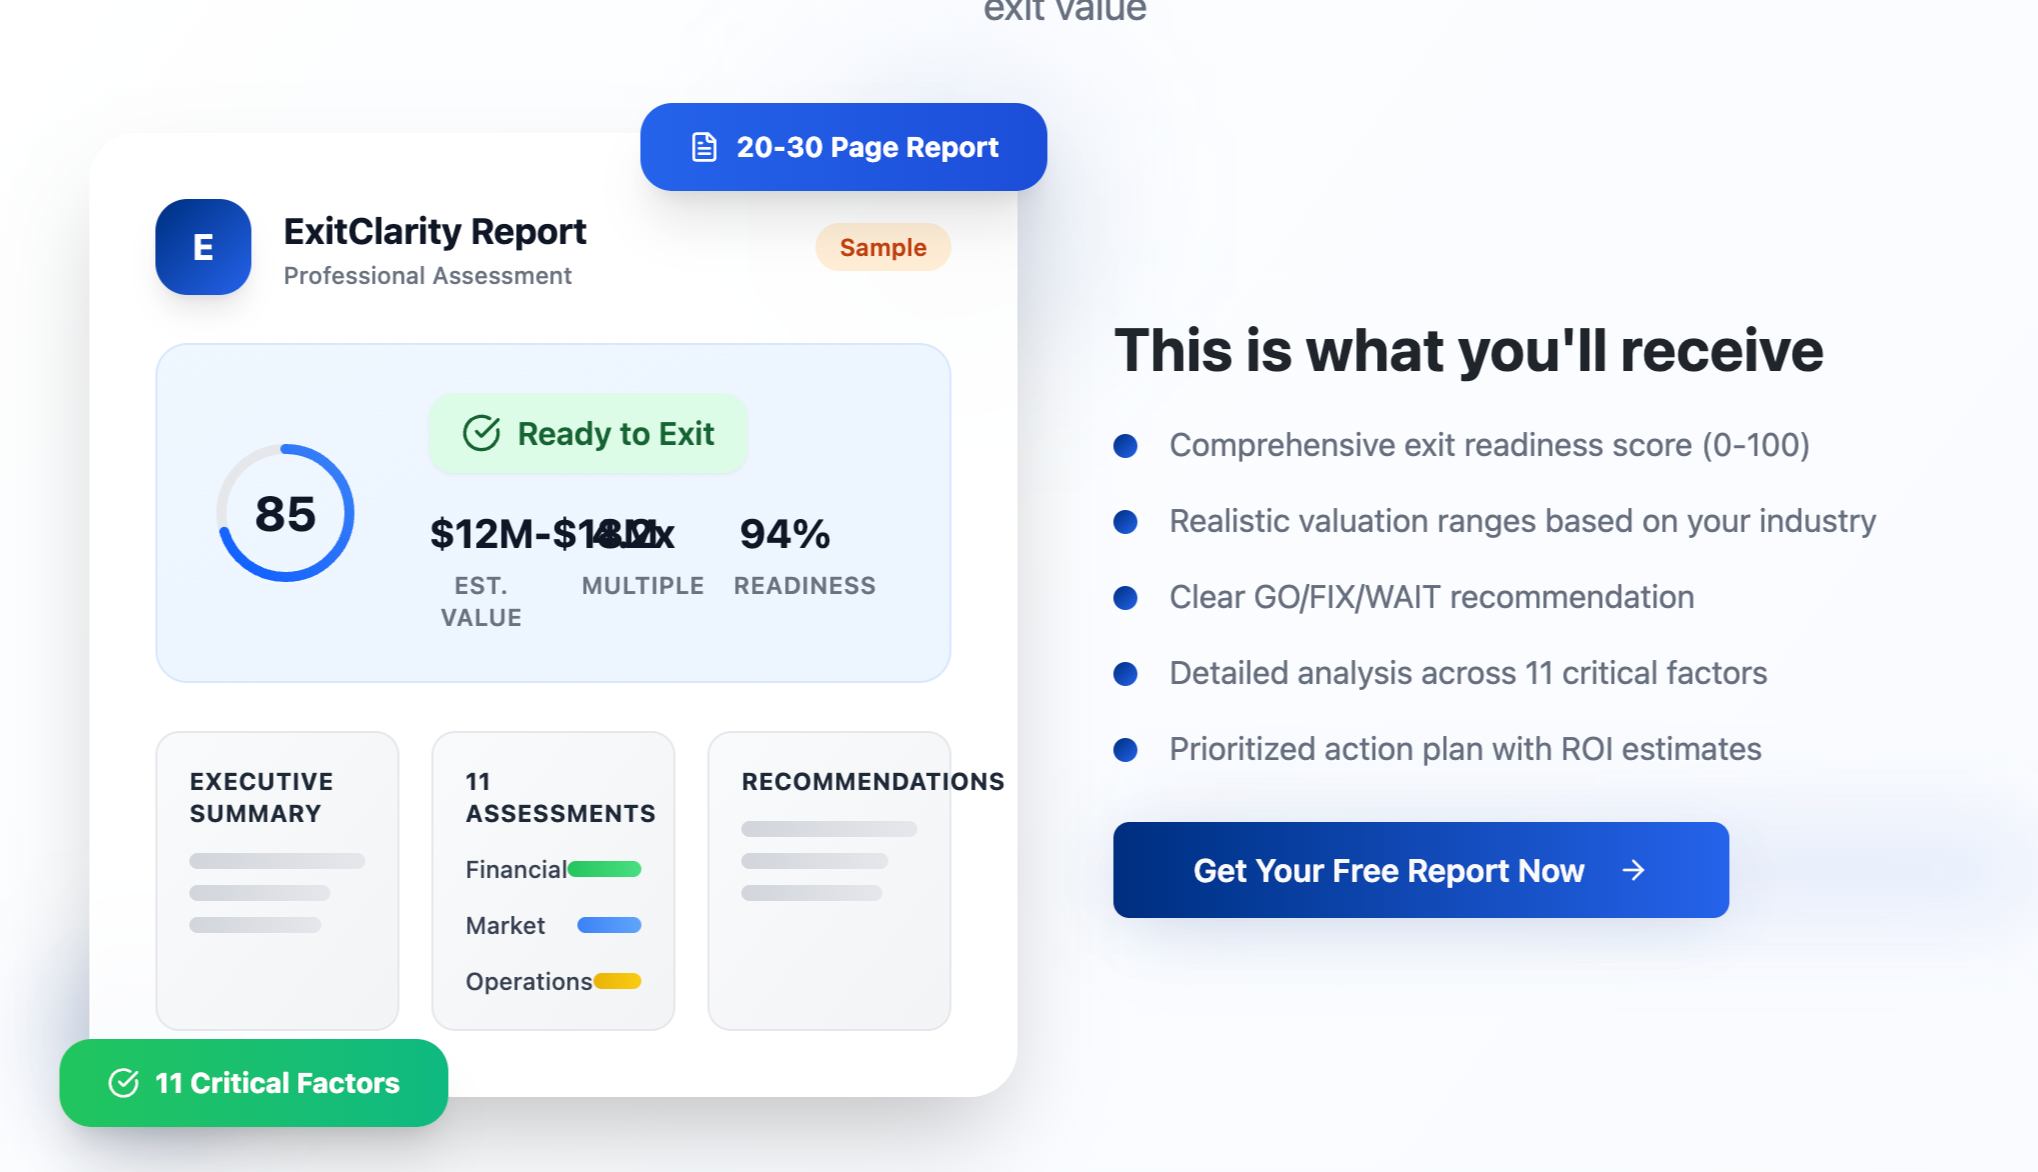 exit value
20-30 Page Report
E
ExitClarity Report
Professional Assessment
Sample
Ready to Exit
85
$12M-$18M
4.2x
94%
EST.
VALUE
MULTIPLE
READINESS
EXECUTIVE
SUMMARY
11
ASSESSMENTS
Financial
Market
Operations
RECOMMENDATIONS
11 Critical Factors
This is what you'll receive
Comprehensive exit readiness score (0-100)
Realistic valuation ranges based on your industry
Clear GO/FIX/WAIT recommendation
Detailed analysis across 11 critical factors
Prioritized action plan with ROI estimates
Get Your Free Report Now